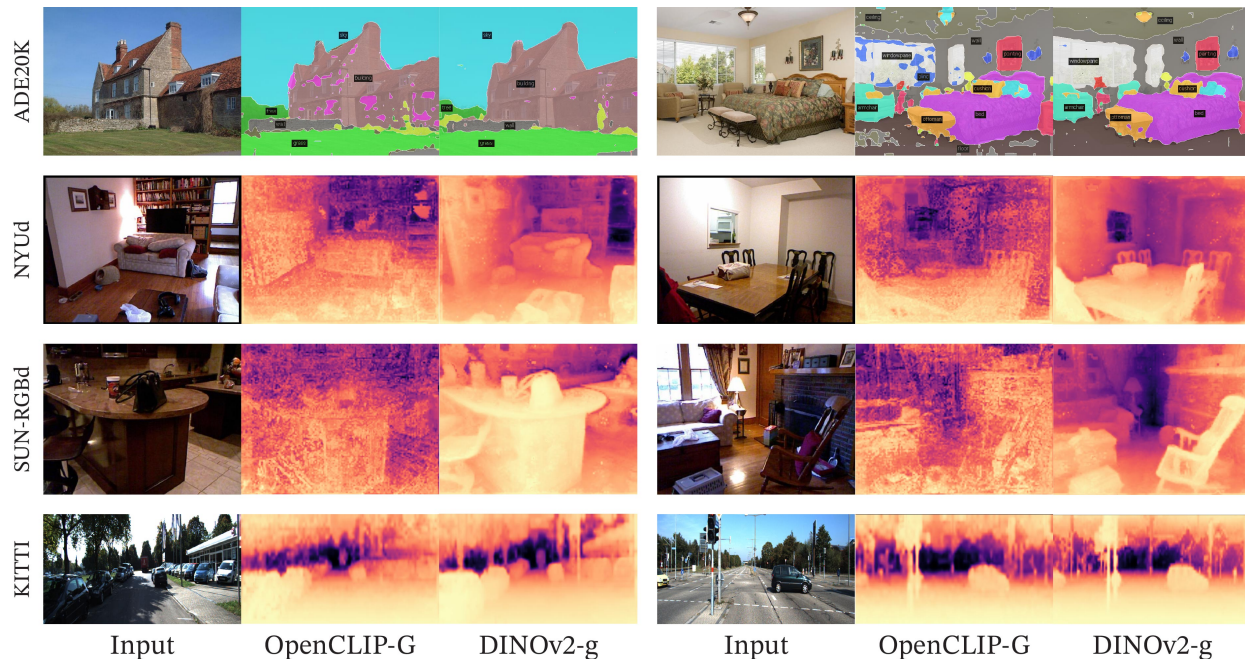 ADE20K
sky
building
tree
wall
grass
sky
building
tree
wall
grass
ceiling
wall
painting
windowpane
cushion
armchair
ottoman
bed
floor
ceiling
wall
painting
windowpane
cushion
armchair
ottoman
bed
NYUd
SUN-RGBd
KITTI
Input OpenCLIP-G DINOv2-g Input OpenCLIP-G DINOv2-g